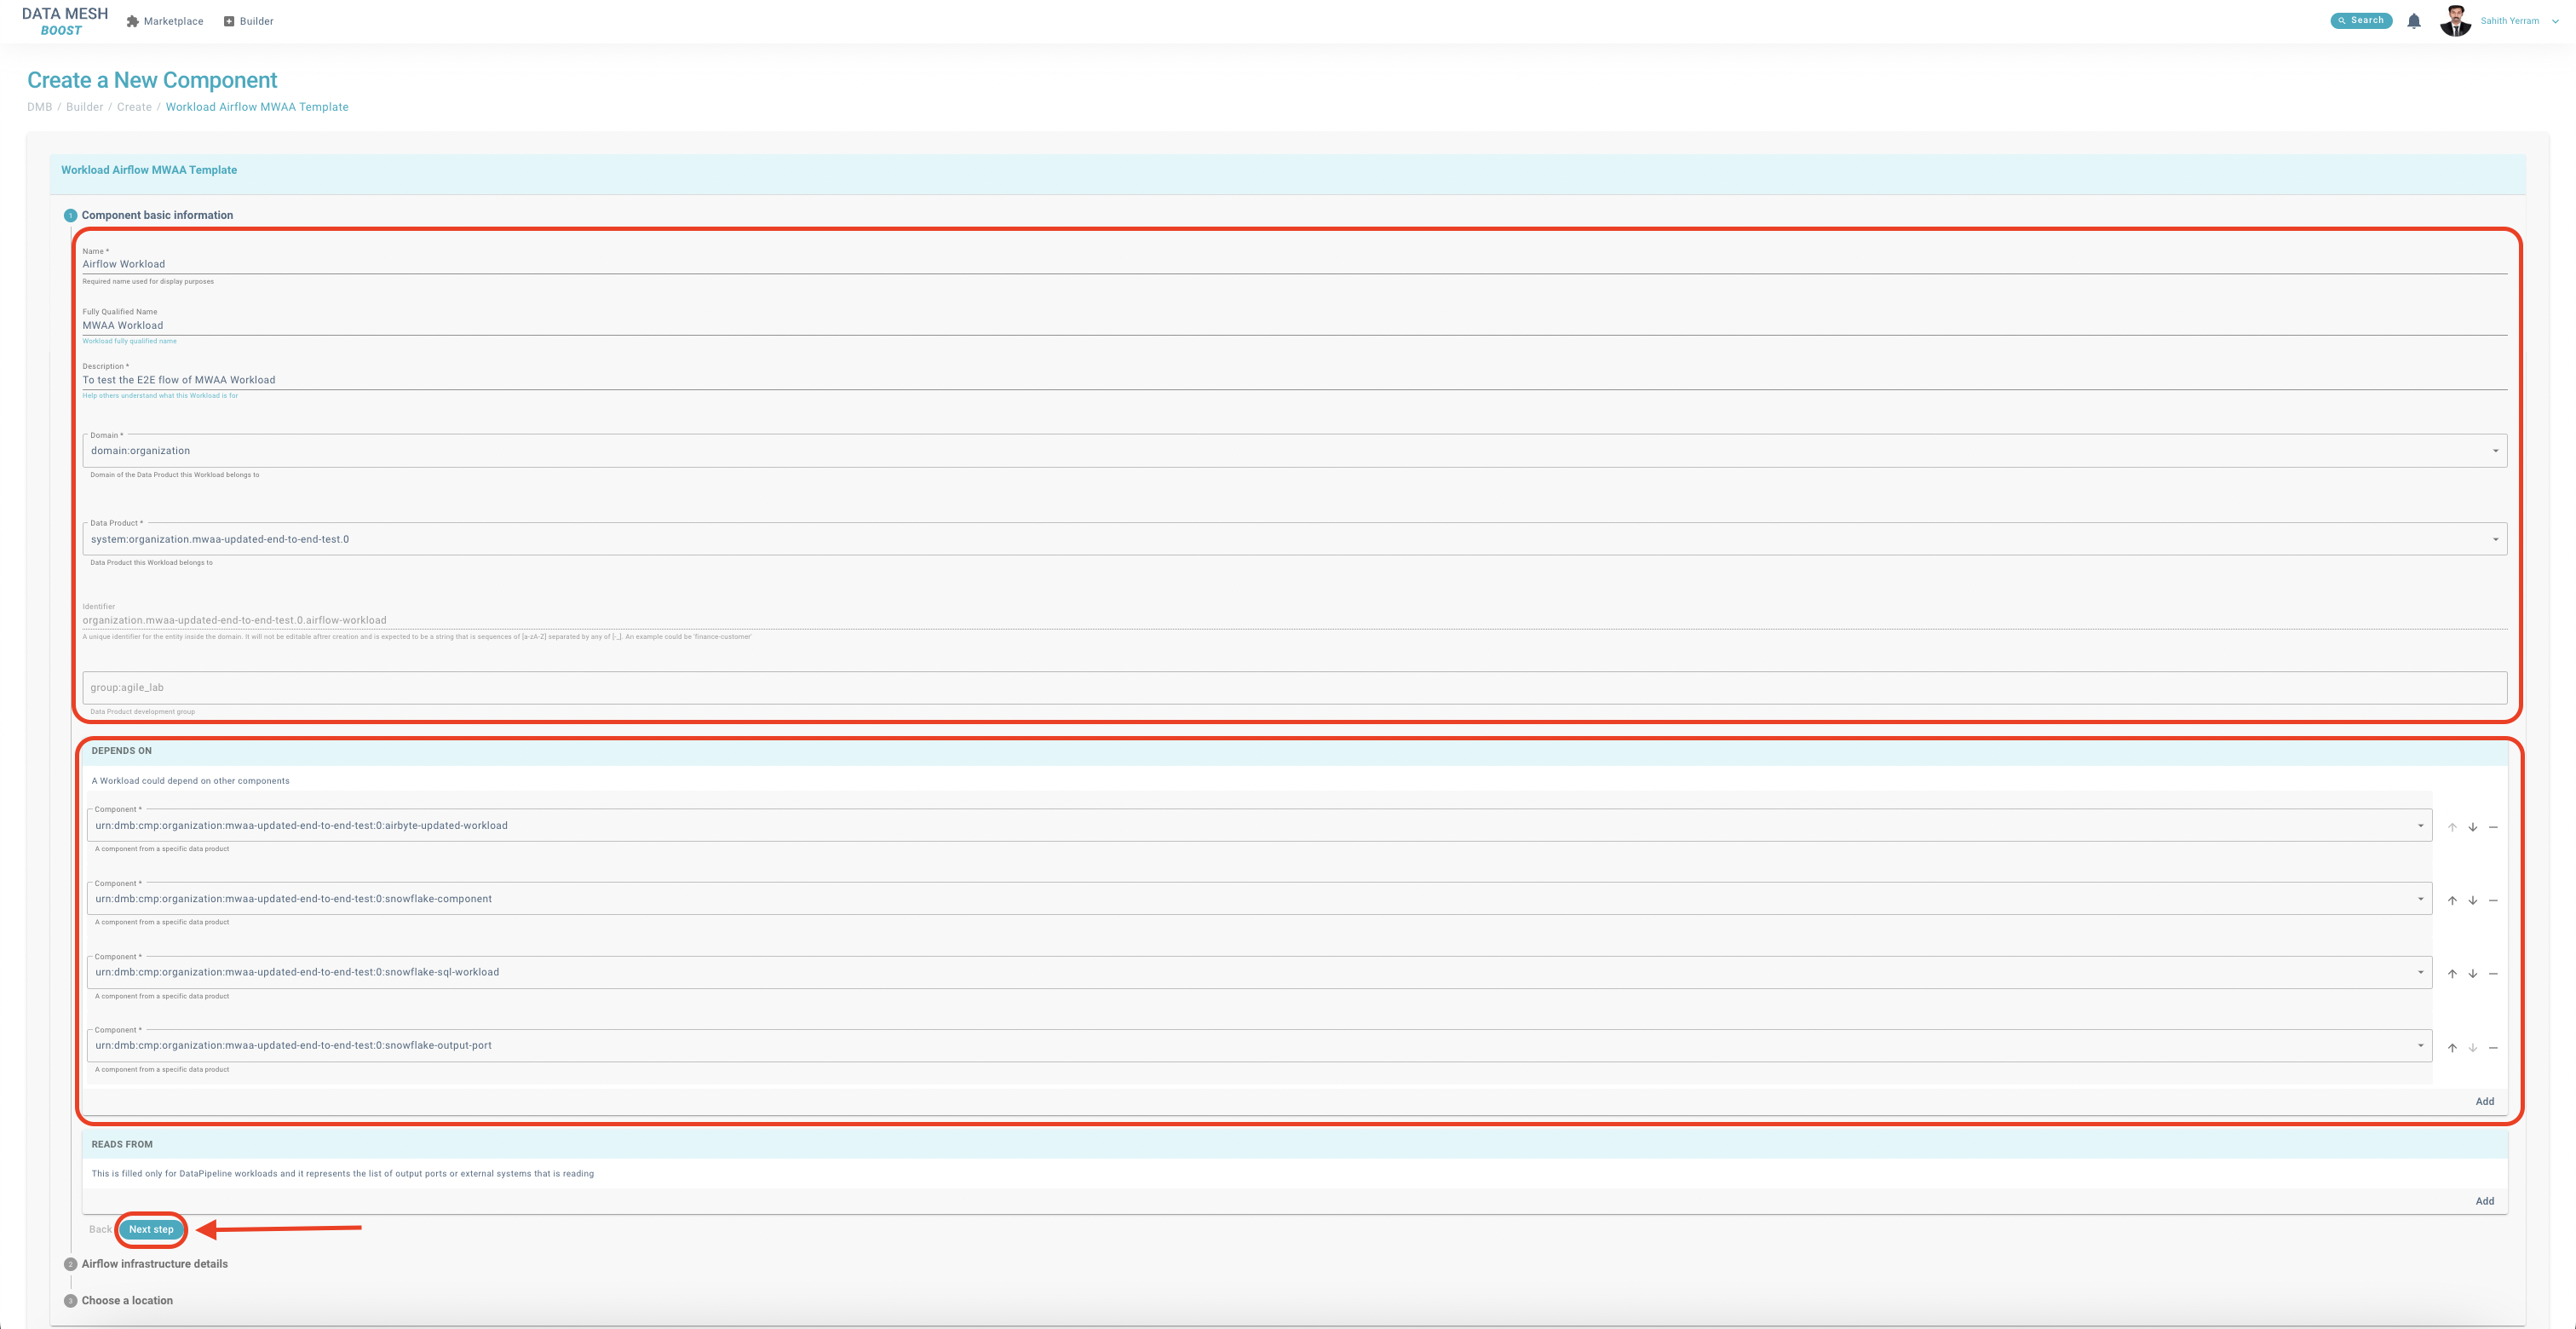 DATA MESH
BOOST
Marketplace
Builder
Search
Sahith Yerram
Create a New Component
DMB / Builder / Create / Workload Airflow MWAA Template
Workload Airflow MWAA Template
1 Component basic information
Name *
Airflow Workload
Required name used for display purposes
Fully Qualified Name
MWAA Workload
Workload fully qualified name
Description *
To test the E2E flow of MWAA Workload
Help others understand what this Workload is for
Domain *
domain:organization
Domain of the Data Product this Workload belongs to
Data Product *
system:organization.mwaa-updated-end-to-end-test.0
Data Product this Workload belongs to
Identifier
organization.mwaa-updated-end-to-end-test.0.airflow-workload
A unique identifier for the entity inside the domain. It will not be editable aftrer creation and is expected to be a string that is sequences of [a-zA-Z] separated by any of [-_]. An example could be 'finance-customer'
group:agile_lab
Data Product development group
DEPENDS ON
A Workload could depend on other components
Component *
urn:dmb:cmp:organization:mwaa-updated-end-to-end-test:0:airbyte-updated-workload
A component from a specific data product
Component *
urn:dmb:cmp:organization:mwaa-updated-end-to-end-test:0:snowflake-component
A component from a specific data product
Component *
urn:dmb:cmp:organization:mwaa-updated-end-to-end-test:0:snowflake-sql-workload
A component from a specific data product
Component *
urn:dmb:cmp:organization:mwaa-updated-end-to-end-test:0:snowflake-output-port
A component from a specific data product
Add
READS FROM
This is filled only for DataPipeline workloads and it represents the list of output ports or external systems that is reading
Add
Back
Next step
2 Airflow infrastructure details
3 Choose a location